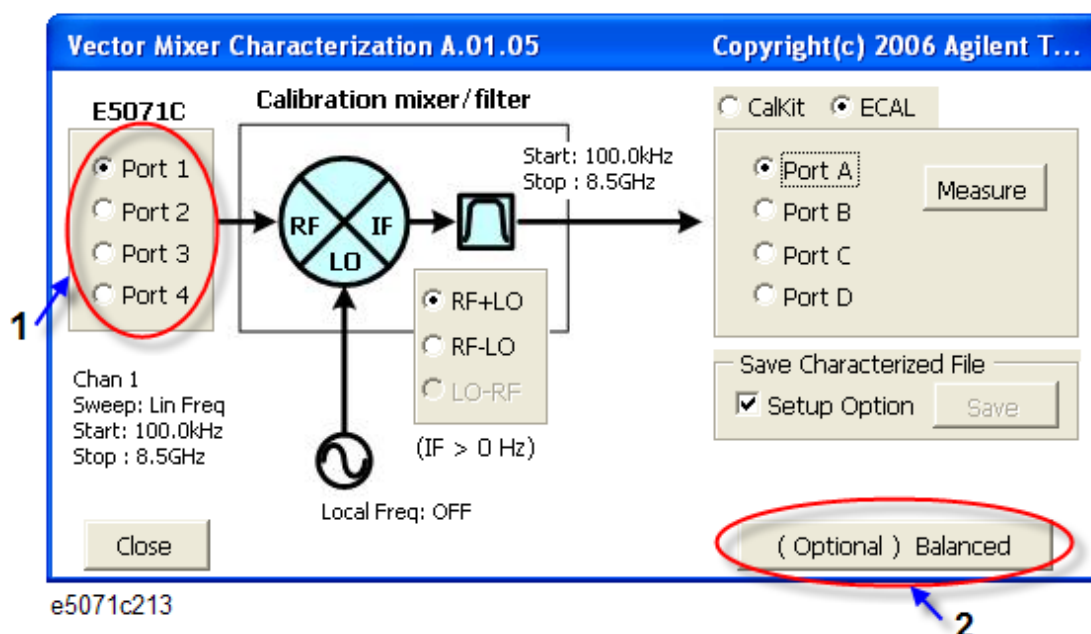 Vector Mixer Characterization A.01.05
Copyright(c) 2006 Agilent T...
E5071C
Port 1
Port 2
Port 3
Port 4
1
Chan 1
Sweep: Lin Freq
Start: 100.0kHz
Stop : 8.5GHz
Close
Calibration mixer/filter
RF
IF
LO
Start: 100.0kHz
Stop : 8.5GHz
RF+LO
RF-LO
LO-RF
(IF > 0 Hz)
Local Freq: OFF
CalKit
ECAL
Port A
Port B
Port C
Port D
Measure
Save Characterized File
Setup Option
Save
( Optional ) Balanced
2
e5071c213